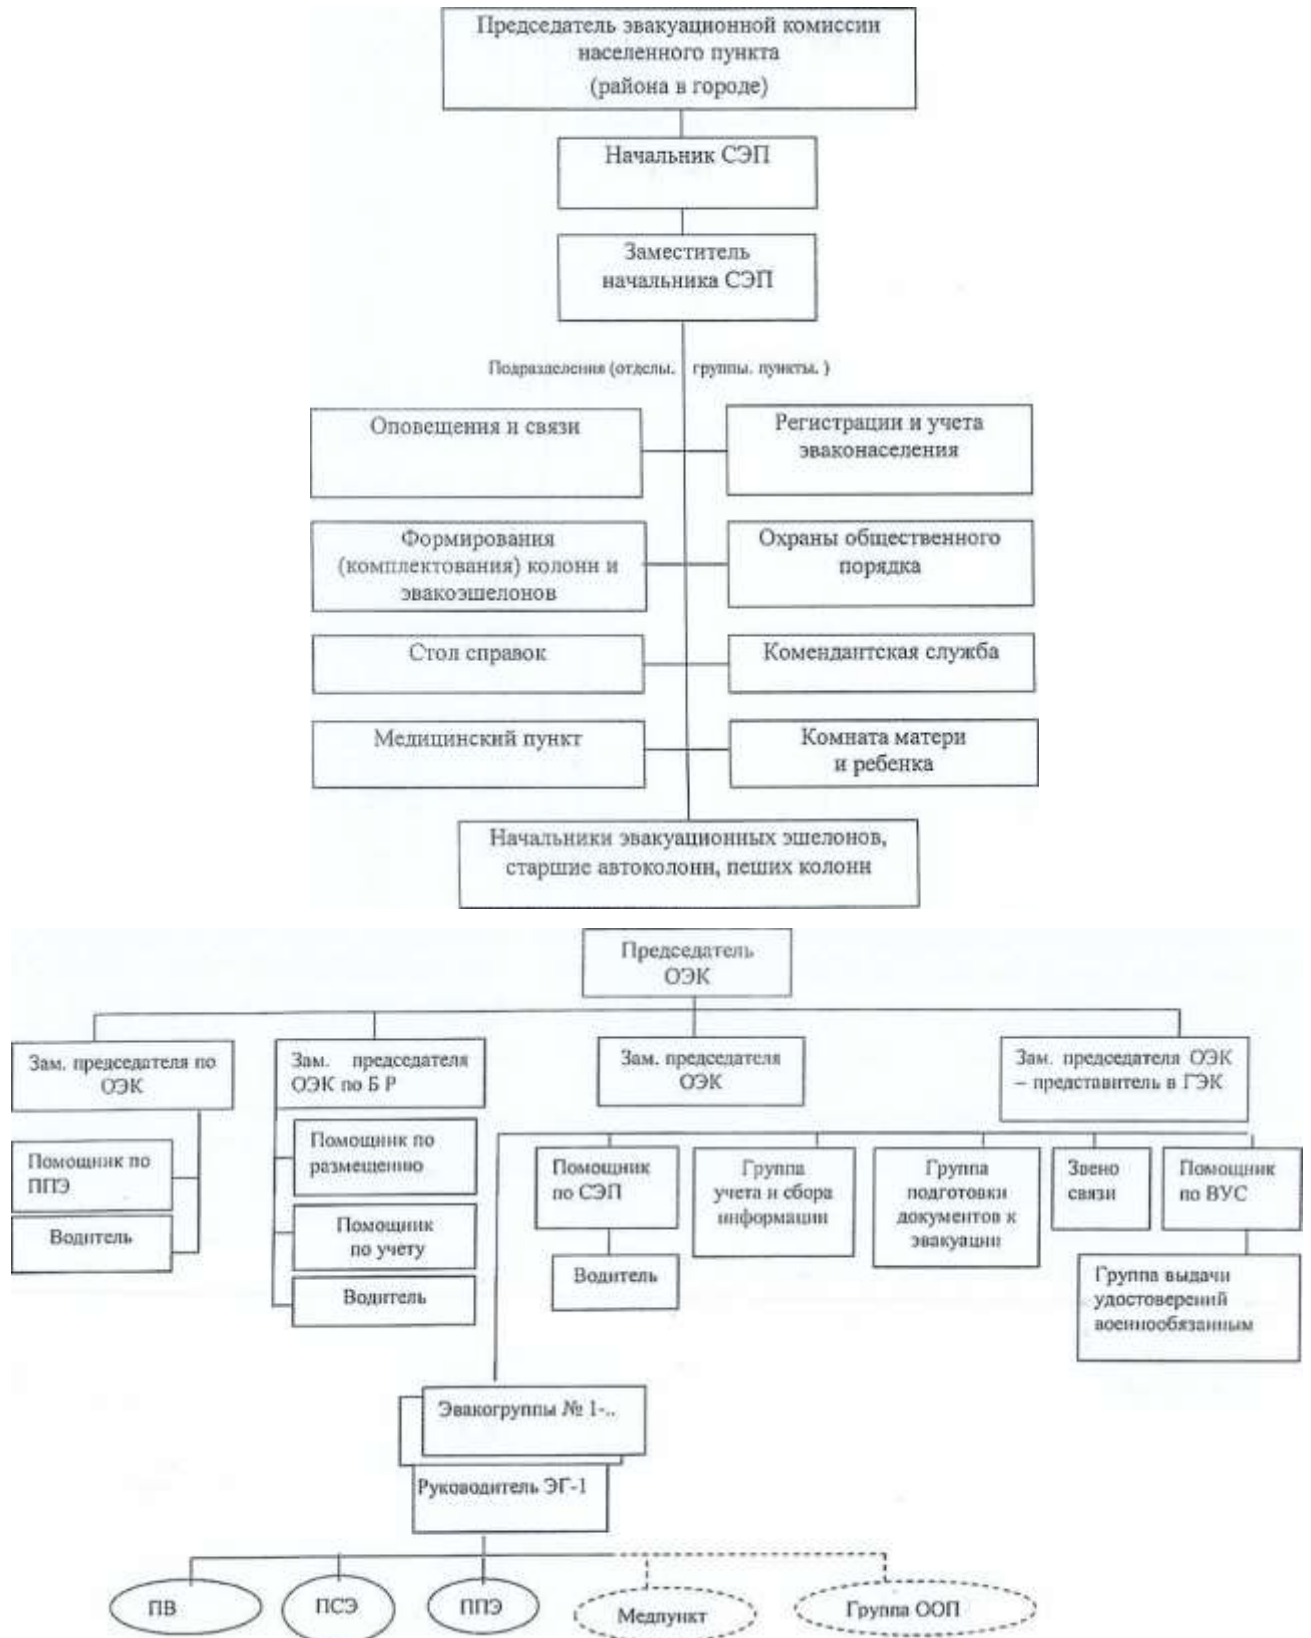 Председатель эвакуационной комиссии
населенного пункта
(района в городе)
Начальник СЭП
Заместитель
начальника СЭП
Подразделения (отделы. группы. пункты. )
Оповещения и связи
Регистрации и учета
эваконаселения
Формирования
(комплектования) колонн и
эвакоэшелонов
Охраны общественного
порядка
Стол справок
Комендантская служба
Медицинский пункт
Комната матери
и ребенка
Начальники эвакуационных эшелонов,
старшие автоколонн, пеших колонн
Председатель
ОЭК
Зам. председателя по
ОЭК
Зам. председателя
ОЭК по Б Р
Зам. председателя
ОЭК
Зам. председателя ОЭК
– представитель в ГЭК
Помощник по
ППЭ
Водитель
Помощник по
размещению
Помощник
по учету
Водитель
Помощник
по СЭП
Водитель
Группа
учета и сбора
информации
Группа
подготовки
документов к
эвакуации
Звено
связи
Помощник
по ВУС
Группа выдачи
удостоверений
военнообязанным
Эвакогруппы № 1-..
Руководитель ЭГ-1
ПВ
ПСЭ
ППЭ
Медпункт
Группа ООП